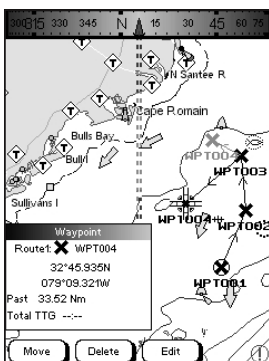 300 315 330 345 N 15 30 45 60 75
T
T
T
T
N Santee R
T
T
Cape Romain
T
Bulls Bay
T
Bull I
WPT004
WPT003
T
Sullivans I
WPT004
WPT002
Waypoint
Route1: WPT004
32°45.935N
079°09.321W
WPT001
Past 33.52 Nm
Total TTG --:--
Move Delete Edit